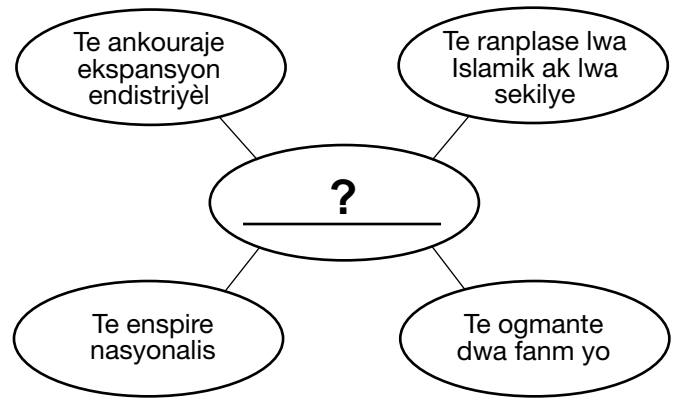 Te ankouraje
ekspansyon
endistriyèl
Te ranplase lwa
Islamik ak lwa
sekilye
?
Te enspire
nasyonalis
Te ogmante
dwa fanm yo